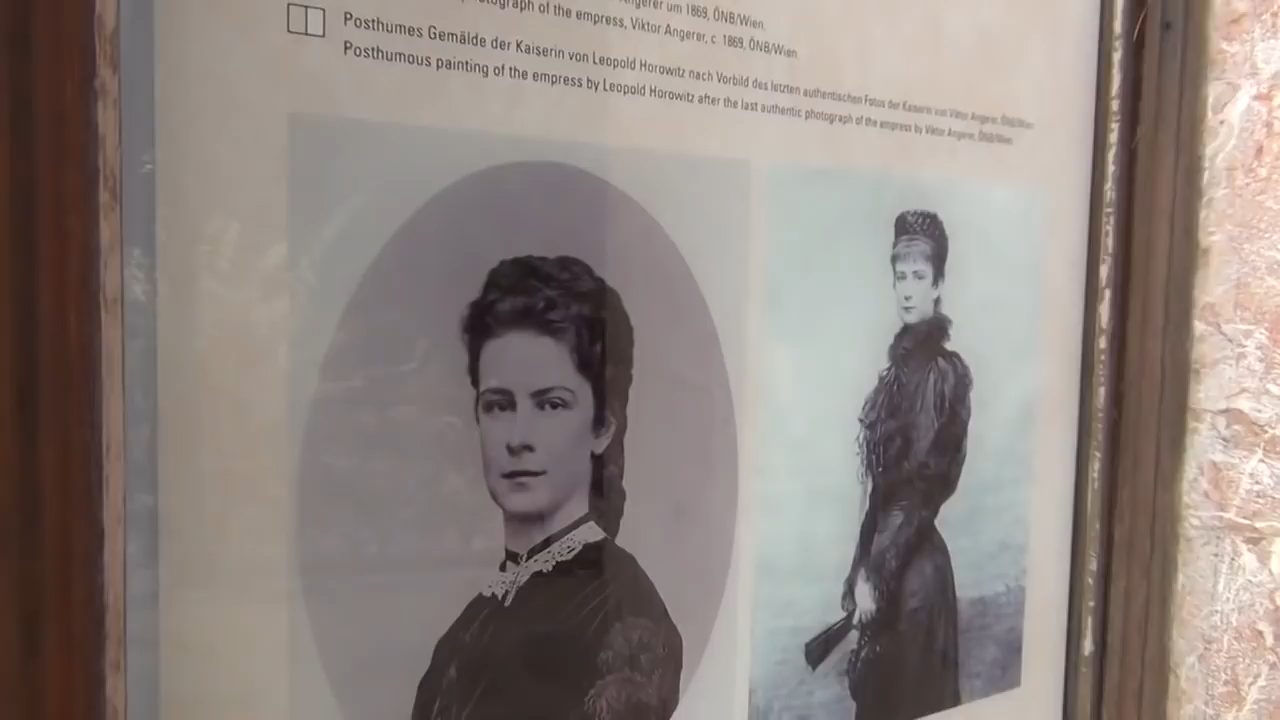 um 1869, ÖNB/Wien.
photograph of the empress, Viktor Angerer, c. 1869, ÖNB/Wien
Posthumes Gemälde der Kaiserin von Leopold Horowitz nach Vorbild des letzten authentischen Fotos der Kaiserin von Viktor Angerer, ÖNB/Wien
Posthumous painting of the empress by Leopold Horowitz after the last authentic photograph of the empress by Viktor Angerer, ÖNB/Wien